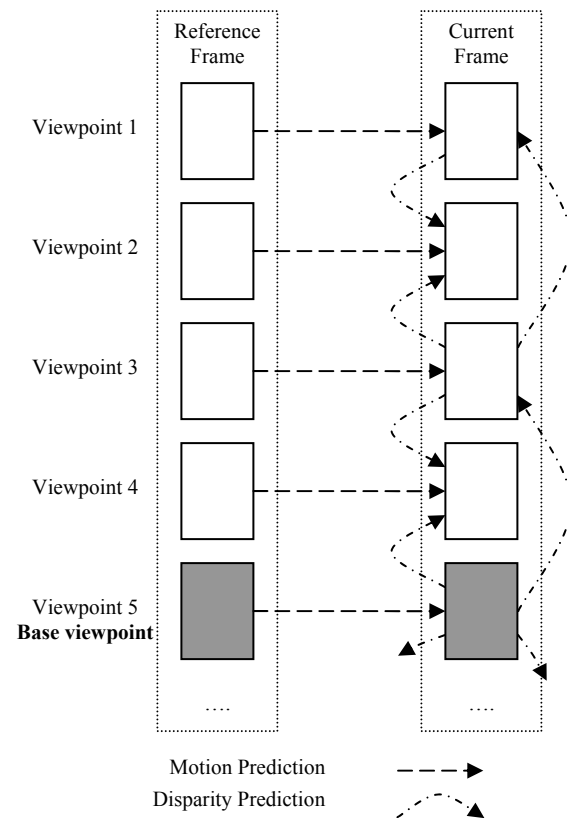 Reference
Frame
Current
Frame
Viewpoint 1
Viewpoint 2
Viewpoint 3
Viewpoint 4
Viewpoint 5
Base viewpoint
....
....
Motion Prediction
Disparity Prediction